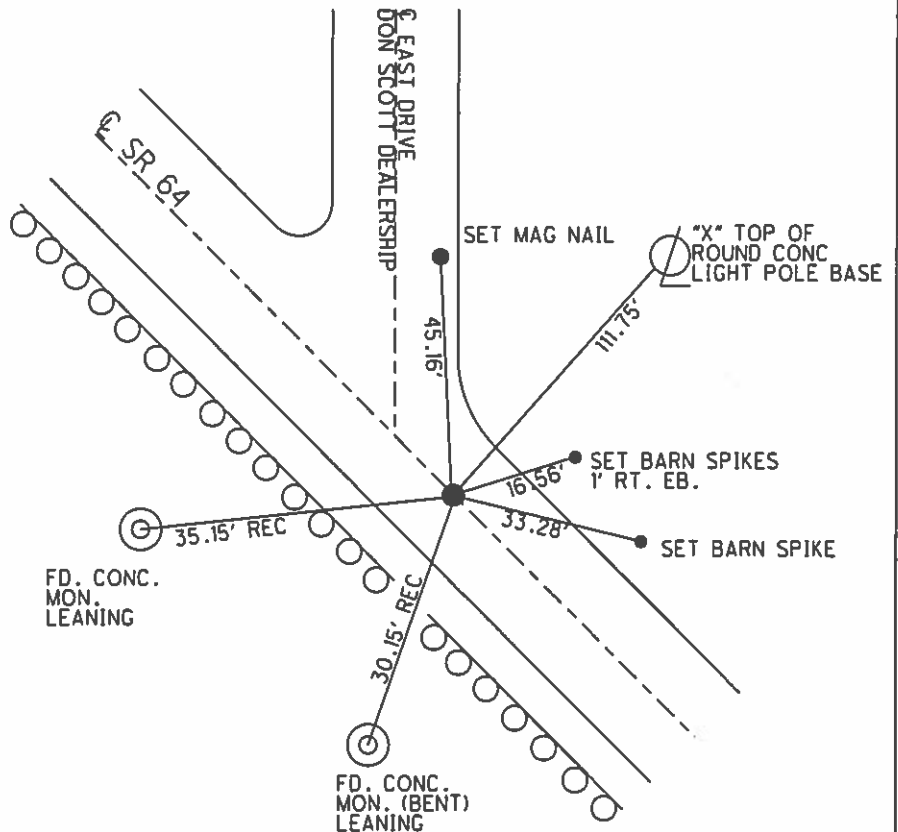 ℄ EAST DRIVE
DON SCOTT DEALERSHIP
℄ SR 64
SET MAG NAIL
"X" TOP OF
ROUND CONC
LIGHT POLE BASE
45.16'
111.75'
SET BARN SPIKES
1' RT. EB.
16.56'
33.28'
SET BARN SPIKE
35.15' REC
FD. CONC.
MON.
LEANING
30.15' REC
FD. CONC.
MON. (BENT)
LEANING